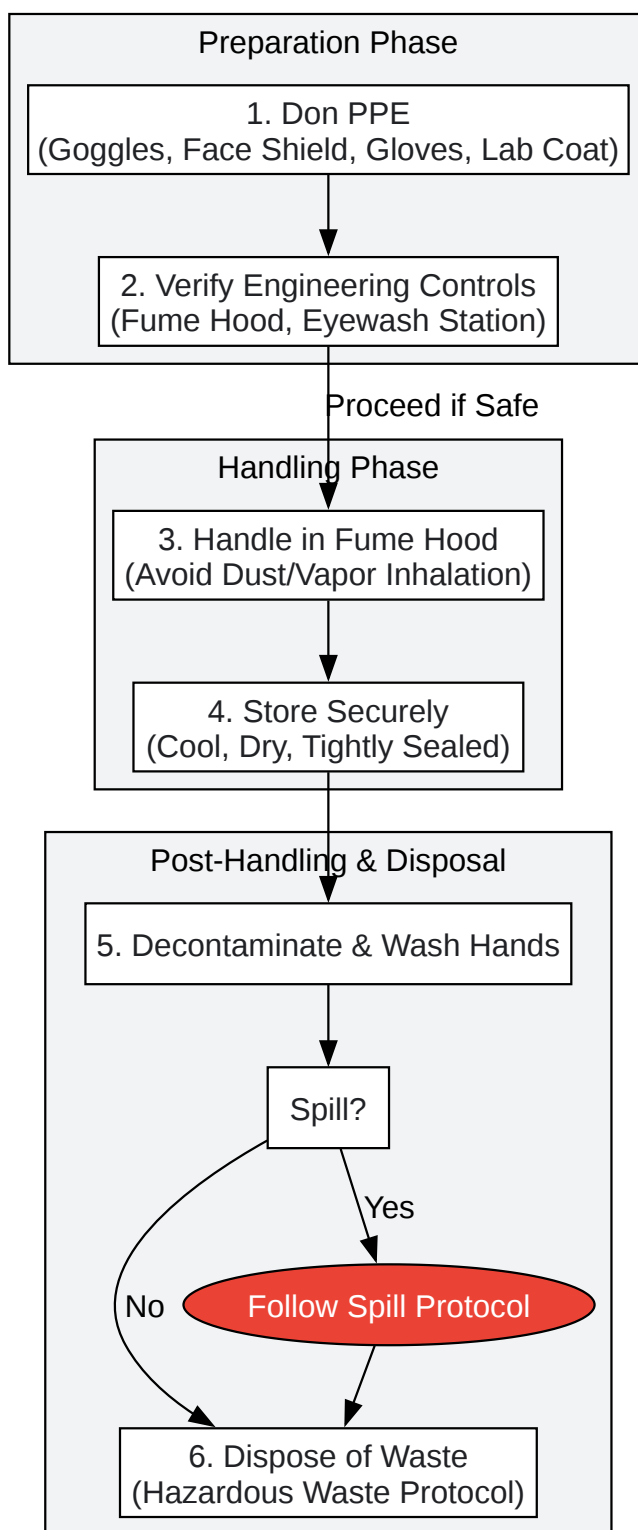 Preparation Phase
1. Don PPE
(Goggles, Face Shield, Gloves, Lab Coat)
2. Verify Engineering Controls
(Fume Hood, Eyewash Station)
Proceed if Safe
Handling Phase
3. Handle in Fume Hood
(Avoid Dust/Vapor Inhalation)
4. Store Securely
(Cool, Dry, Tightly Sealed)
Post-Handling & Disposal
5. Decontaminate & Wash Hands
Spill?
Yes
No
Follow Spill Protocol
6. Dispose of Waste
(Hazardous Waste Protocol)